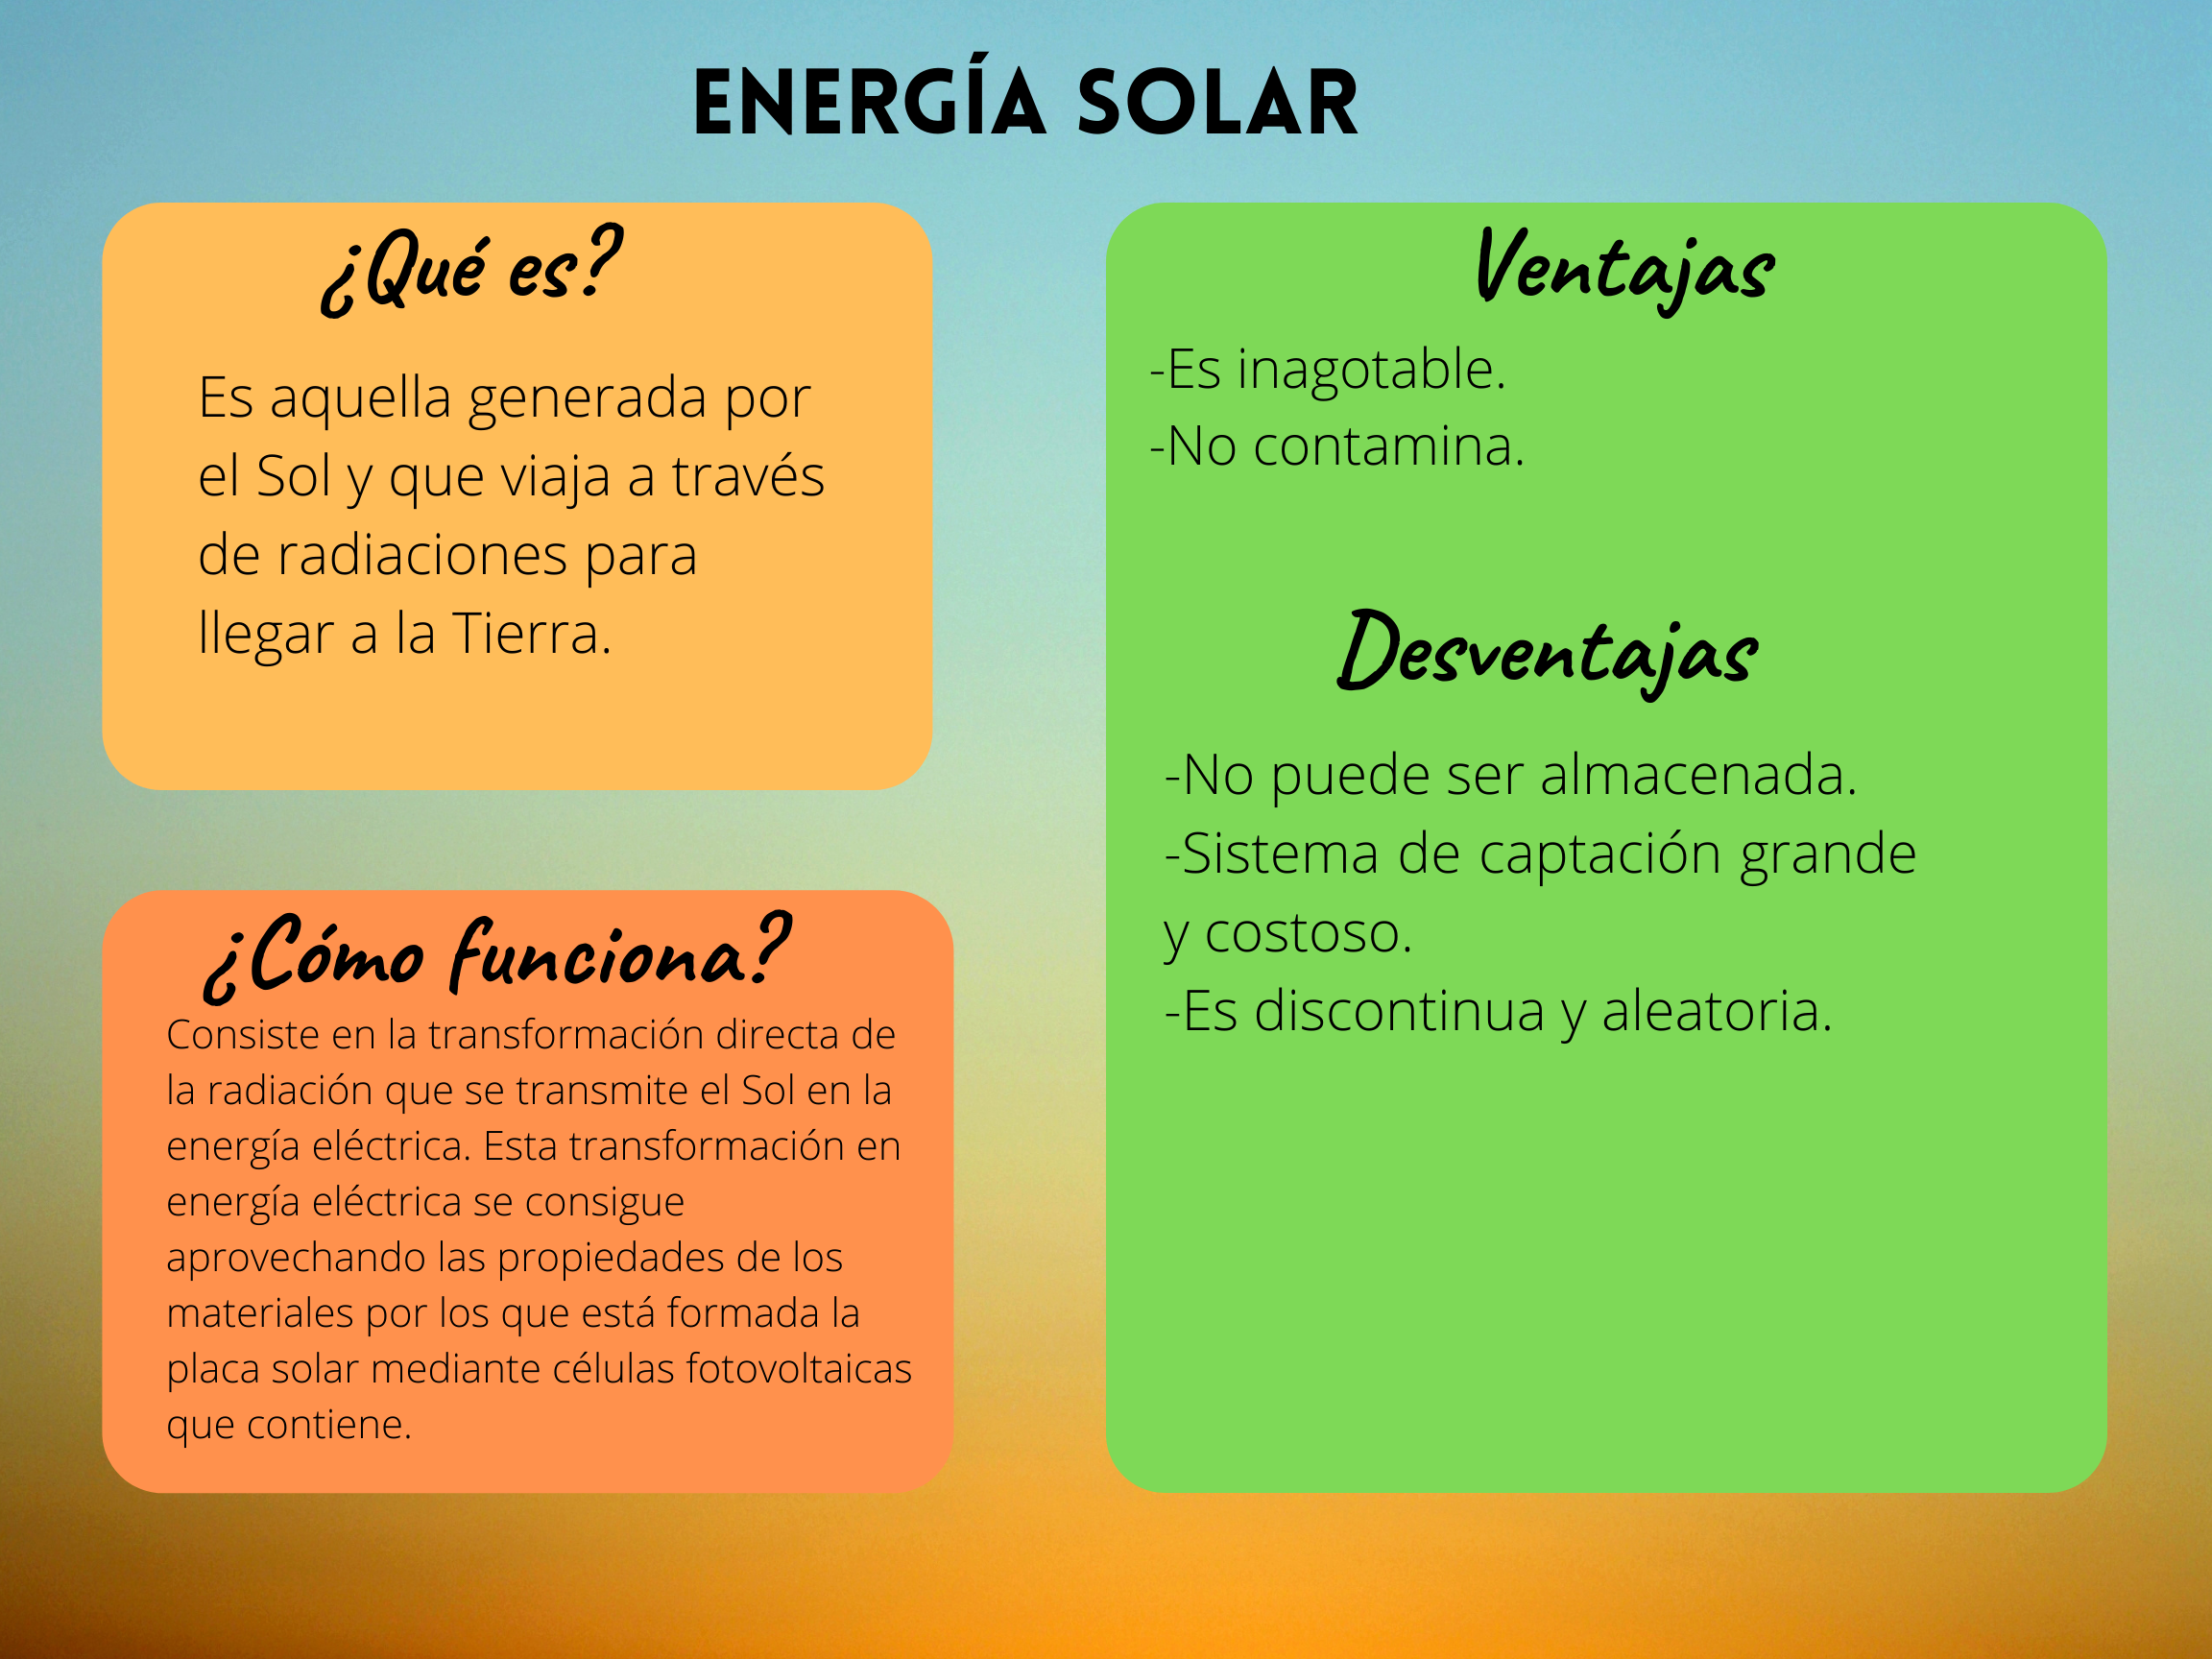 ENERGÍA SOLAR
¿Qué es?
Es aquella generada por
el Sol y que viaja a través
de radiaciones para
llegar a la Tierra.
¿Cómo funciona?
Consiste en la transformación directa de
la radiación que se transmite el Sol en la
energía eléctrica. Esta transformación en
energía eléctrica se consigue
aprovechando las propiedades de los
materiales por los que está formada la
placa solar mediante células fotovoltaicas
que contiene.
Ventajas
-Es inagotable.
-No contamina.
Desventajas
-No puede ser almacenada.
-Sistema de captación grande
y costoso.
-Es discontinua y aleatoria.